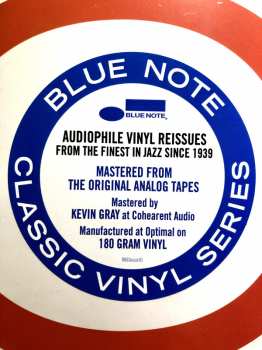 BLUE NOTE
BLUE NOTE.
AUDIOPHILE VINYL REISSUES
FROM THE FINEST IN JAZZ SINCE 1939
MASTERED FROM
THE ORIGINAL ANALOG TAPES
Mastered by
KEVIN GRAY at Cohearent Audio
Manufactured at Optimal on
180 GRAM VINYL
CLASSIC VINYL SERIES